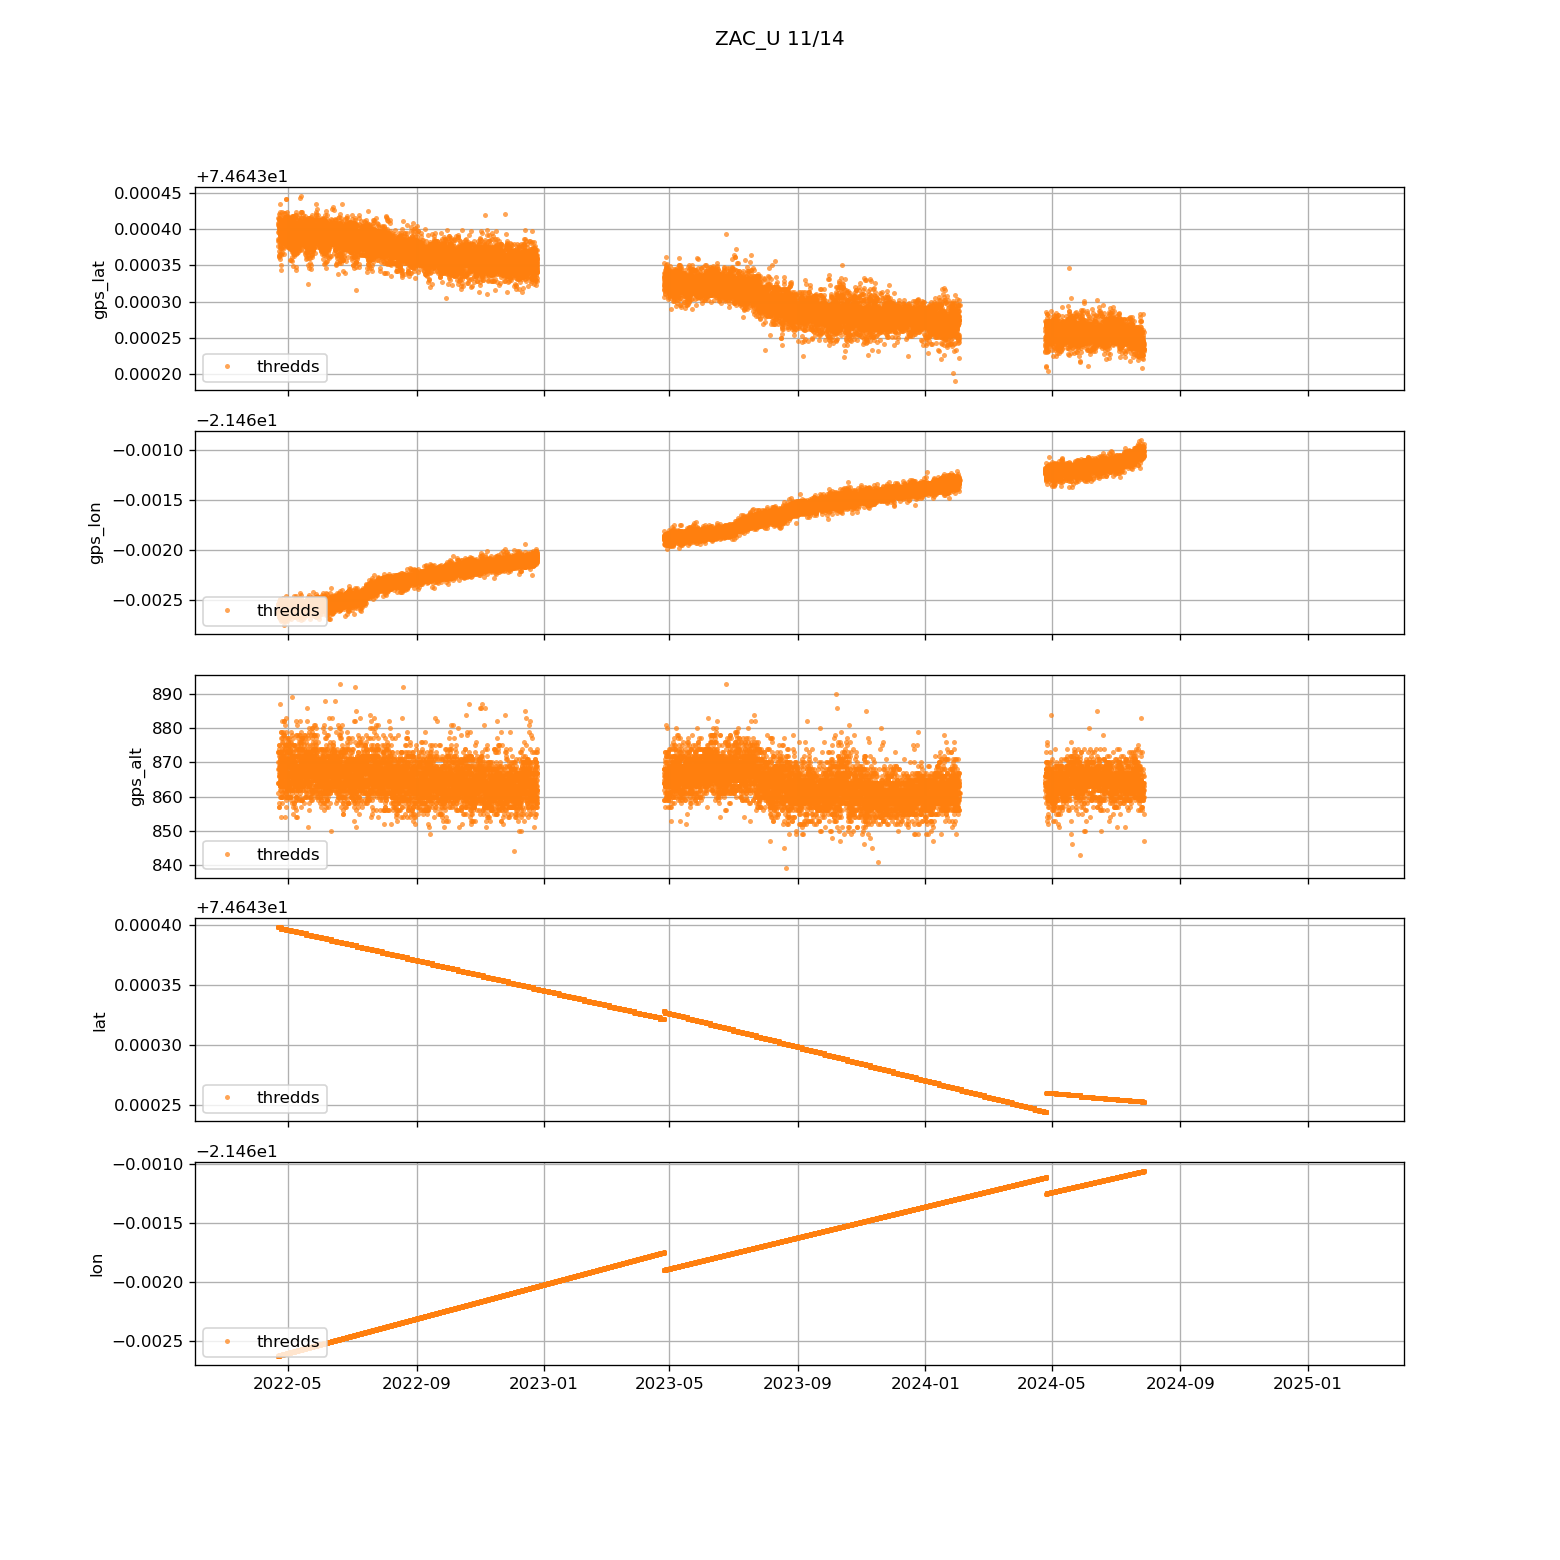 ZAC_U 11/14
+7.4643e1
0.00045
0.00040
0.00035
0.00030
0.00025
0.00020
gps_lat
thredds
−2.146e1
−0.0010
−0.0015
−0.0020
−0.0025
gps_lon
thredds
890
880
870
860
850
840
gps_alt
thredds
+7.4643e1
0.00040
0.00035
0.00030
0.00025
lat
thredds
−2.146e1
−0.0010
−0.0015
−0.0020
−0.0025
lon
thredds
2022-05 2022-09 2023-01 2023-05 2023-09 2024-01 2024-05 2024-09 2025-01